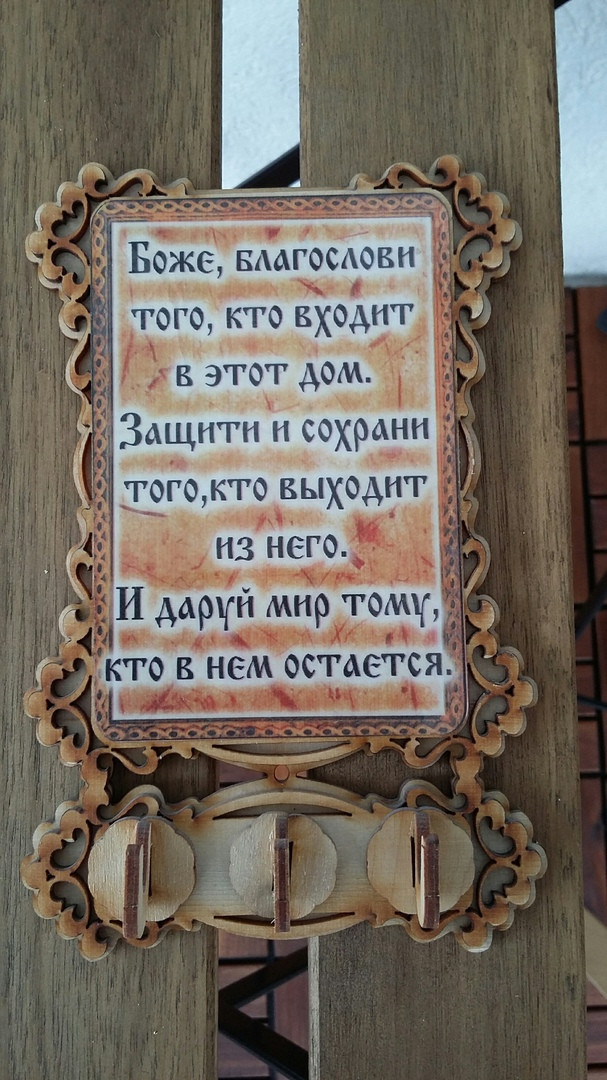 Боже, благослови
того, кто входит
в этот дом.
Защити и сохрани
того,кто выходит
из него.
И даруй мир тому,
кто в нем остается.